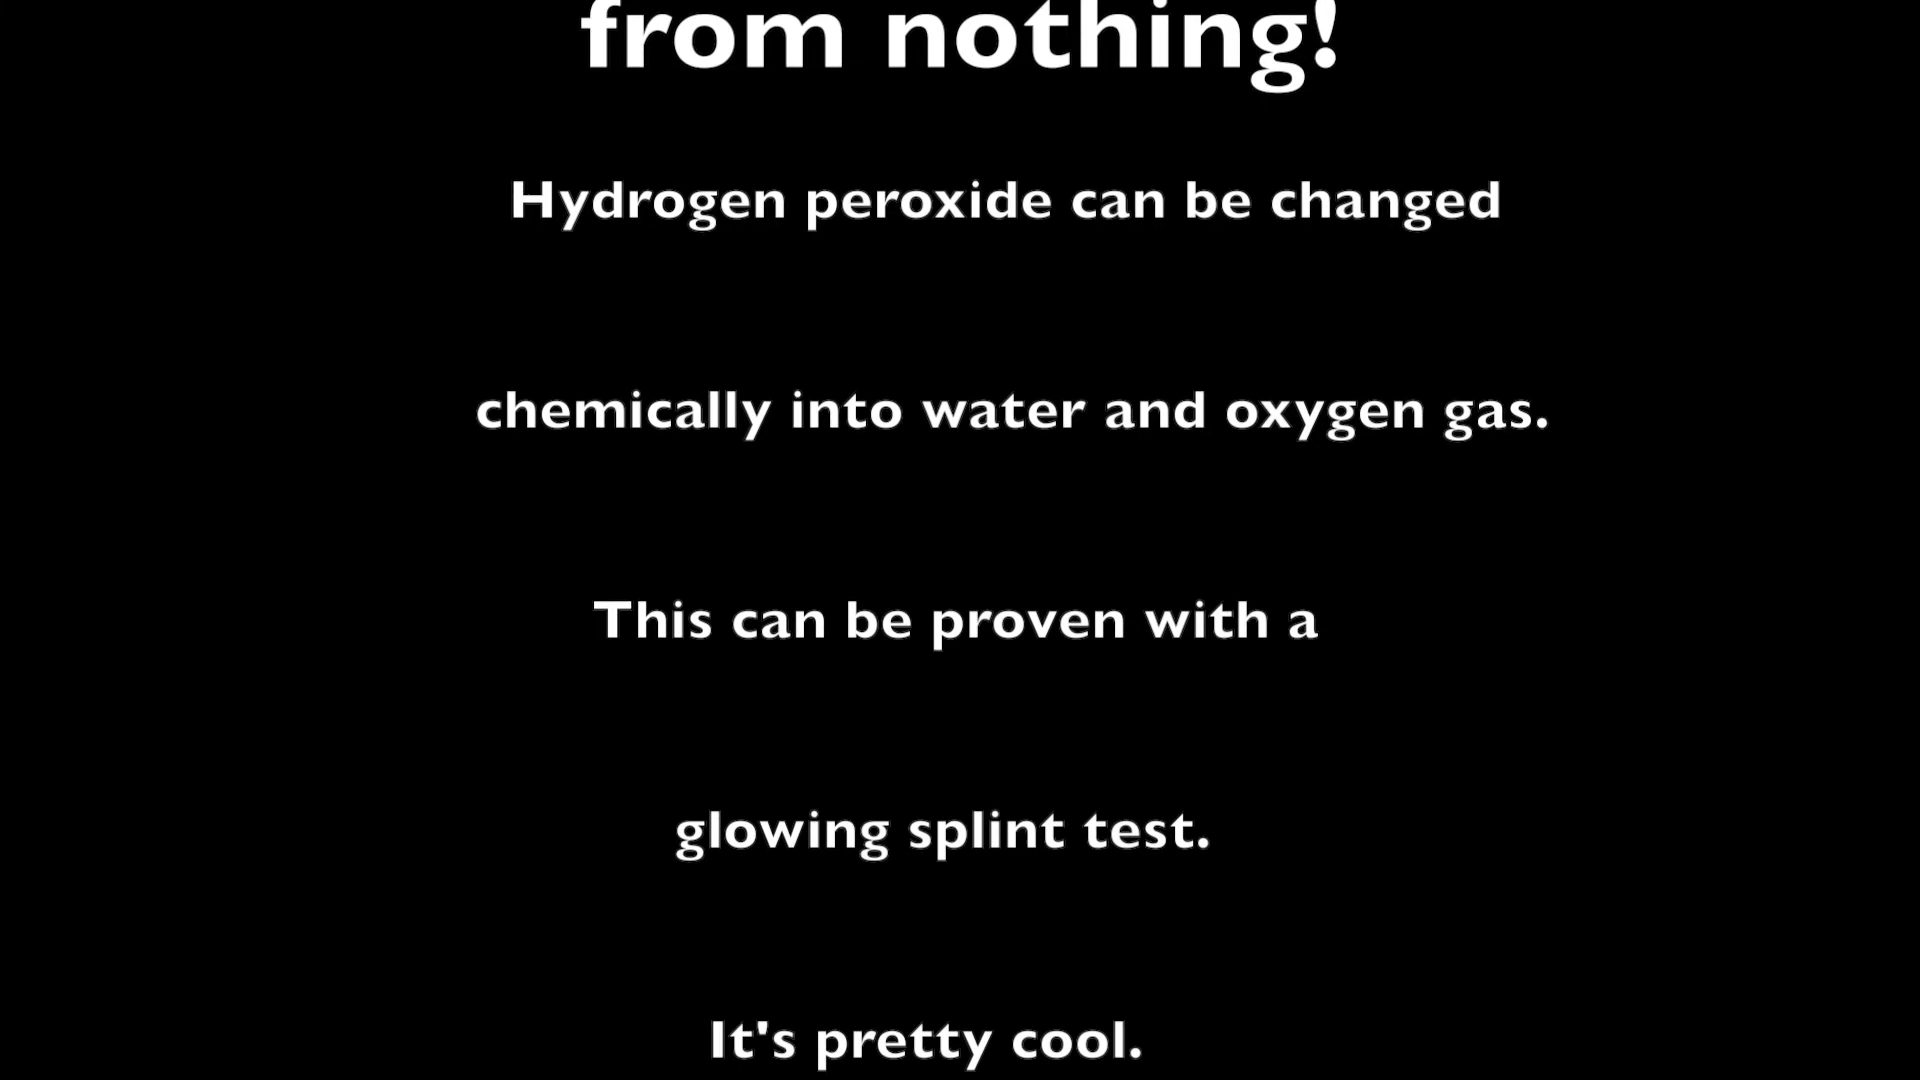 from nothing!
Hydrogen peroxide can be changed
chemically into water and oxygen gas.
This can be proven with a
glowing splint test.
It's pretty cool.